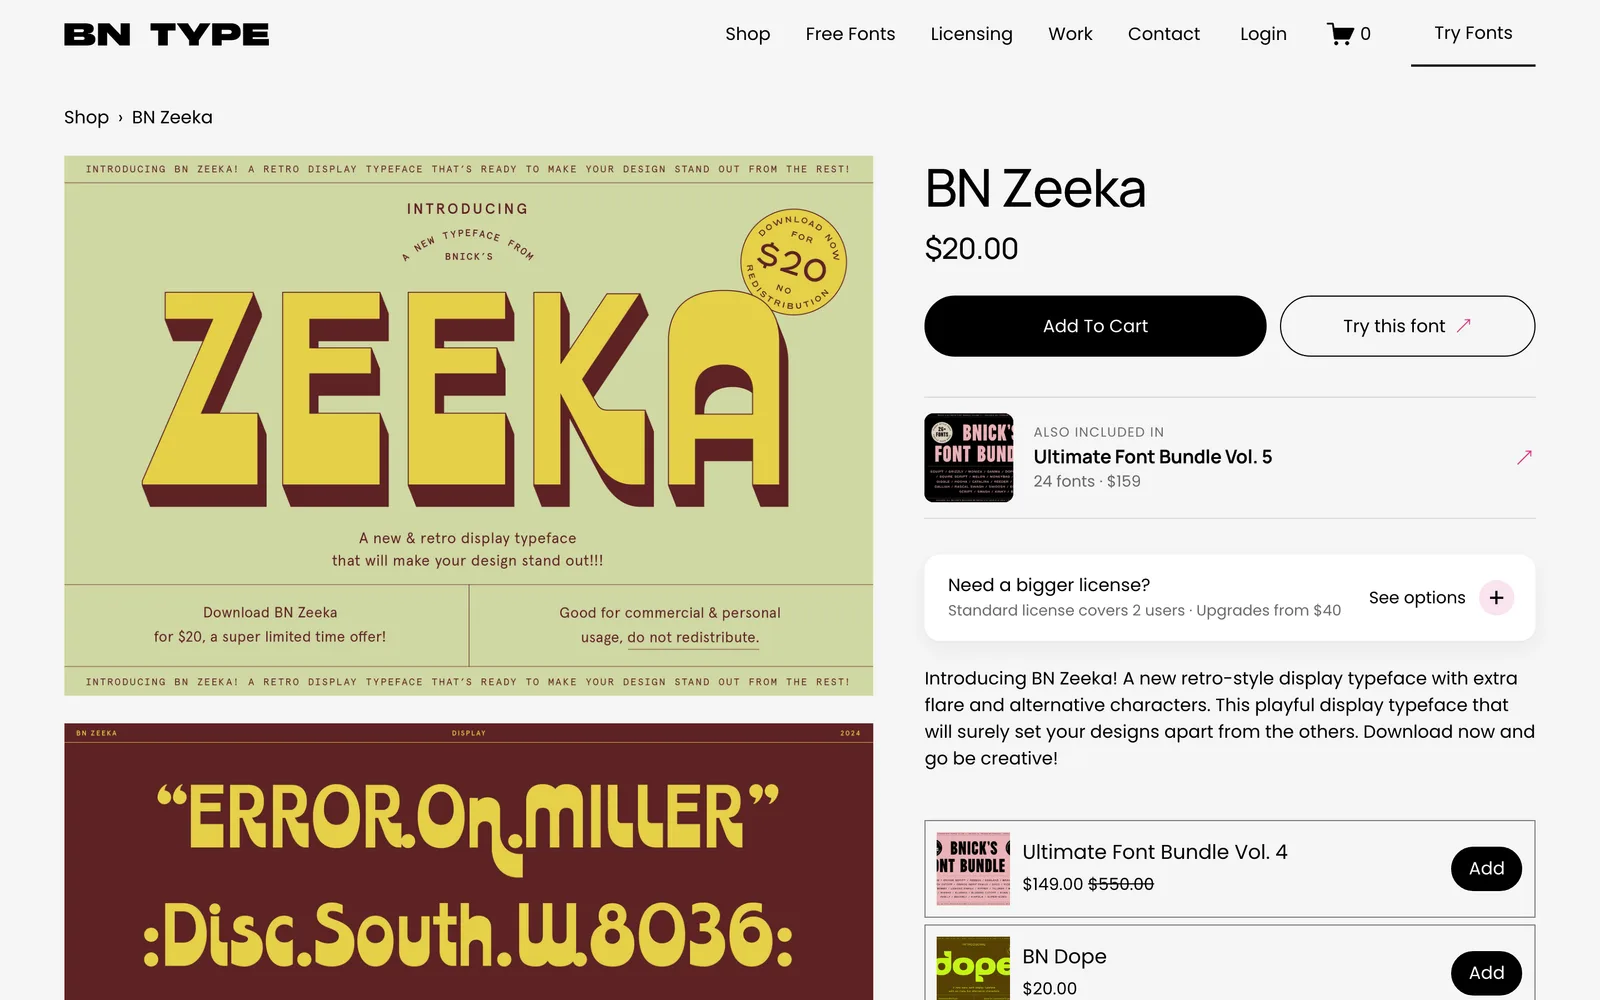 BN TYPE
Shop
Free Fonts
Licensing
Work
Contact
Login
0
Try Fonts
Shop › BN Zeeka
INTRODUCING BN ZEEKA! A RETRO DISPLAY TYPEFACE THAT'S READY TO MAKE YOUR DESIGN STAND OUT FROM THE REST!
INTRODUCING
A NEW TYPEFACE FROM
BNICK'S
DOWNLOAD NOW
FOR
$20
NO
REDISTRIBUTION
ZEEKA
A new & retro display typeface
that will make your design stand out!!!
Download BN Zeeka
for $20, a super limited time offer!
Good for commercial & personal
usage, do not redistribute.
INTRODUCING BN ZEEKA! A RETRO DISPLAY TYPEFACE THAT'S READY TO MAKE YOUR DESIGN STAND OUT FROM THE REST!
BN ZEEKA
DISPLAY
2024
“ERROR.On.MILLER”
:Disc.South.W.8036:
BN Zeeka
$20.00
Add To Cart
Try this font
BNICK'S
FONT BUND
ALSO INCLUDED IN
Ultimate Font Bundle Vol. 5
24 fonts · $159
Need a bigger license?
Standard license covers 2 users · Upgrades from $40
See options
+
Introducing BN Zeeka! A new retro-style display typeface with extra
flare and alternative characters. This playful display typeface that
will surely set your designs apart from the others. Download now and
go be creative!
BNICK'S
NT BUNDLE
Ultimate Font Bundle Vol. 4
$149.00 $550.00
Add
dope
BN Dope
$20.00
Add